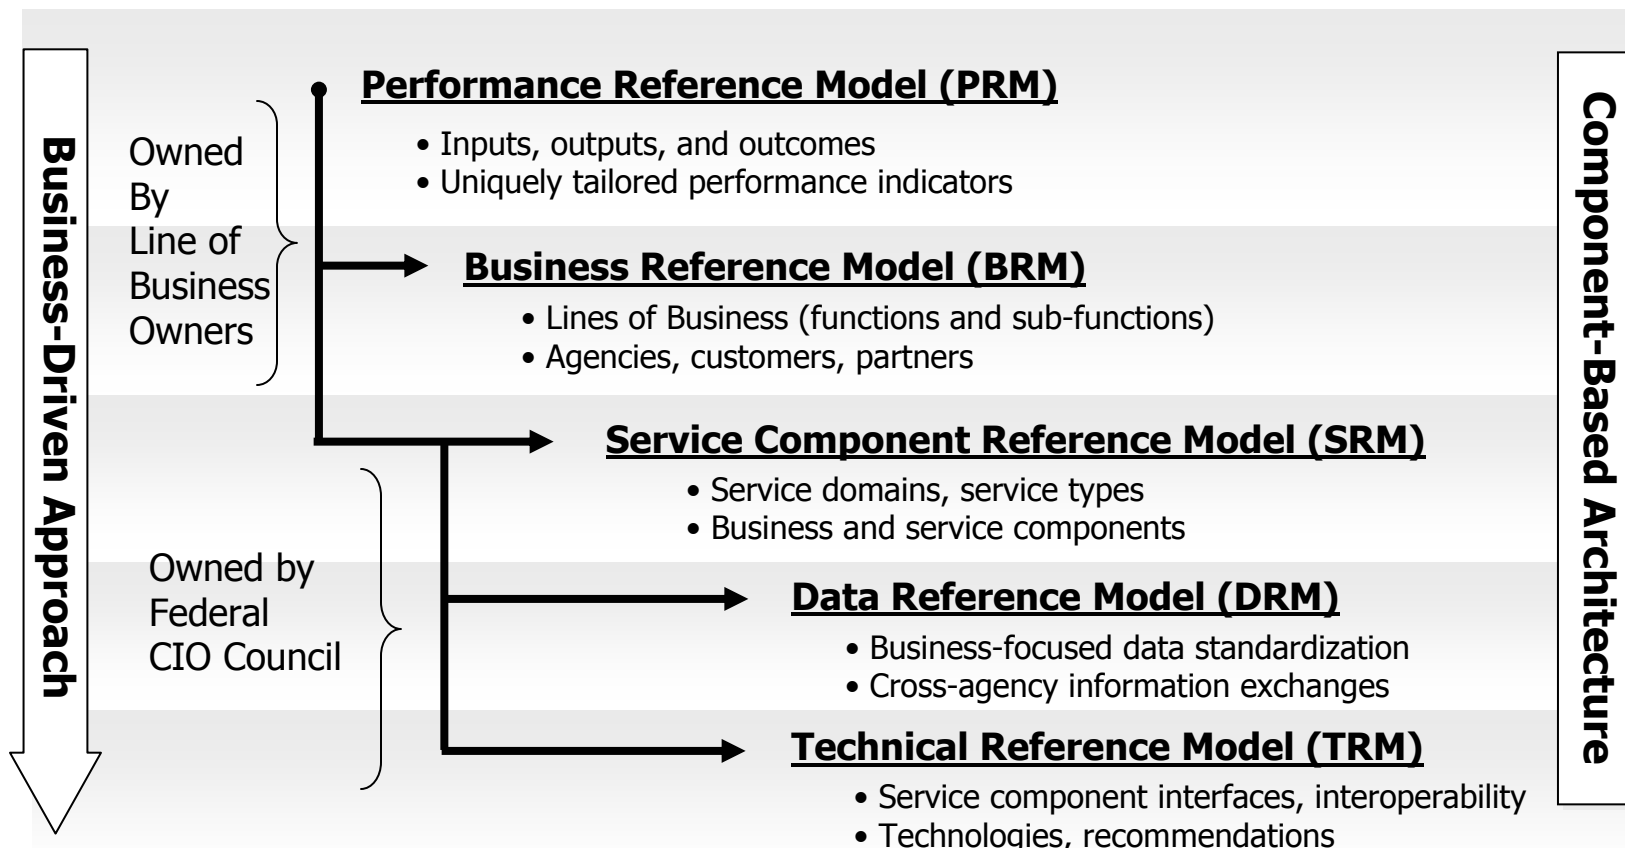 Performance Reference Model (PRM)
• Inputs, outputs, and outcomes
• Uniquely tailored performance indicators
Owned
By
Line of
Business
Owners
Business Reference Model (BRM)
• Lines of Business (functions and sub-functions)
• Agencies, customers, partners
Service Component Reference Model (SRM)
• Service domains, service types
• Business and service components
Owned by
Federal
CIO Council
Data Reference Model (DRM)
• Business-focused data standardization
• Cross-agency information exchanges
Technical Reference Model (TRM)
• Service component interfaces, interoperability
• Technologies, recommendations
Business-Driven Approach
Component-Based Architecture